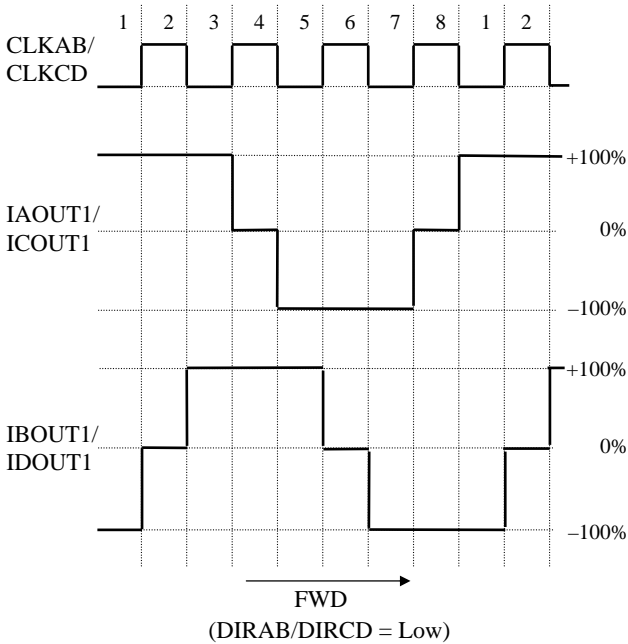 1 2 3 4 5 6 7 8 1 2
CLKAB/
CLKCD
+100%
IAOUT1/
ICOUT1
0%
–100%
+100%
IBOUT1/
IDOUT1
0%
–100%
FWD
(DIRAB/DIRCD = Low)